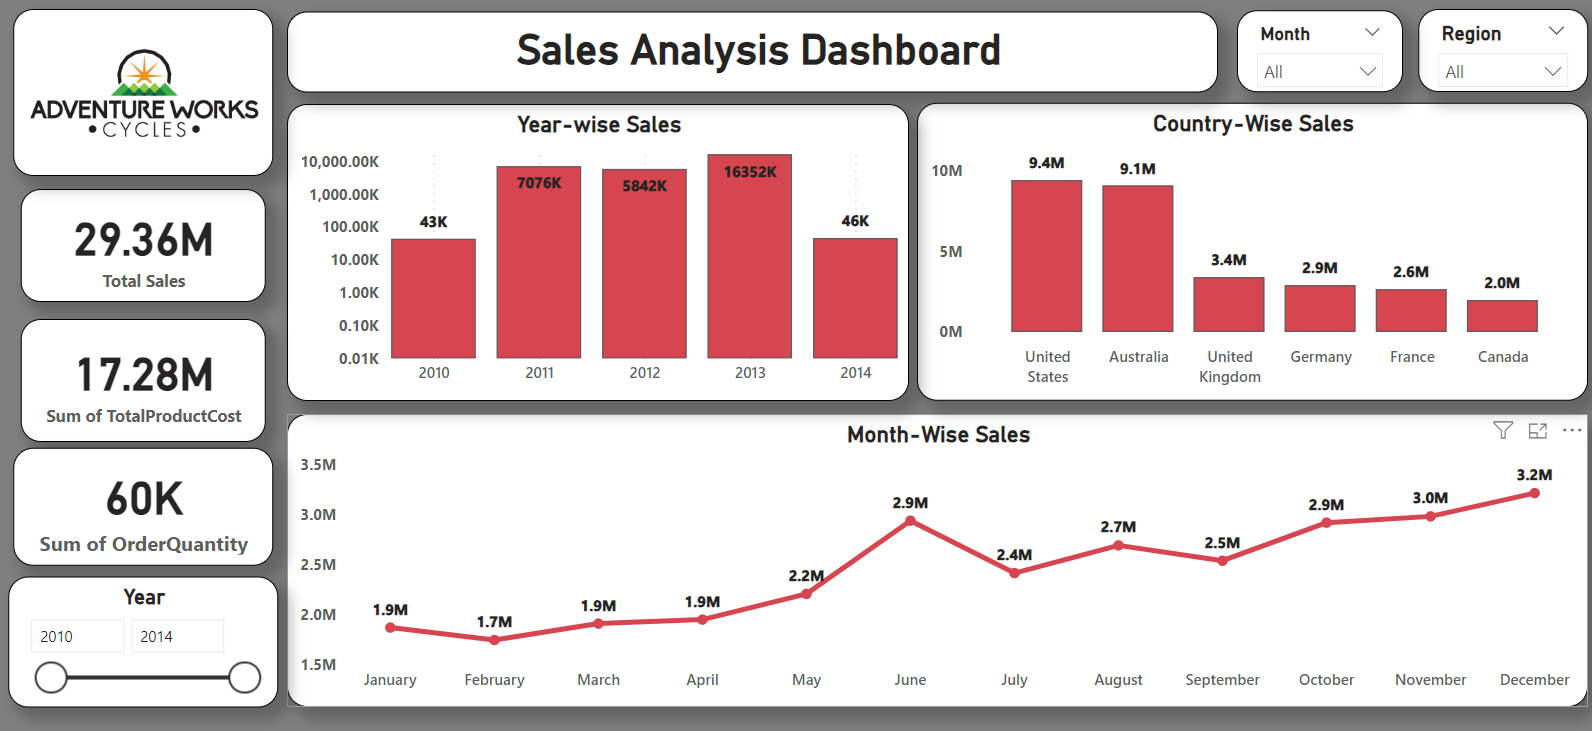 ADVENTURE WORKS
•CYCLES•
Sales Analysis Dashboard
Month
All
Region
All
29.36M
Total Sales
17.28M
Sum of TotalProductCost
60K
Sum of OrderQuantity
Year
2010 2014
Year-wise Sales
10,000.00K
1,000.00K
100.00K
10.00K
1.00K
0.10K
0.01K
43K
7076K
5842K
16352K
46K
2010 2011 2012 2013 2014
Country-Wise Sales
10M
5M
0M
9.4M
9.1M
3.4M
2.9M
2.6M
2.0M
United
States
Australia
United
Kingdom
Germany
France
Canada
Month-Wise Sales
3.5M
3.0M
2.5M
2.0M
1.5M
1.9M
1.7M
1.9M
1.9M
2.2M
2.9M
2.4M
2.7M
2.5M
2.9M
3.0M
3.2M
January February March April May June July August September October November December